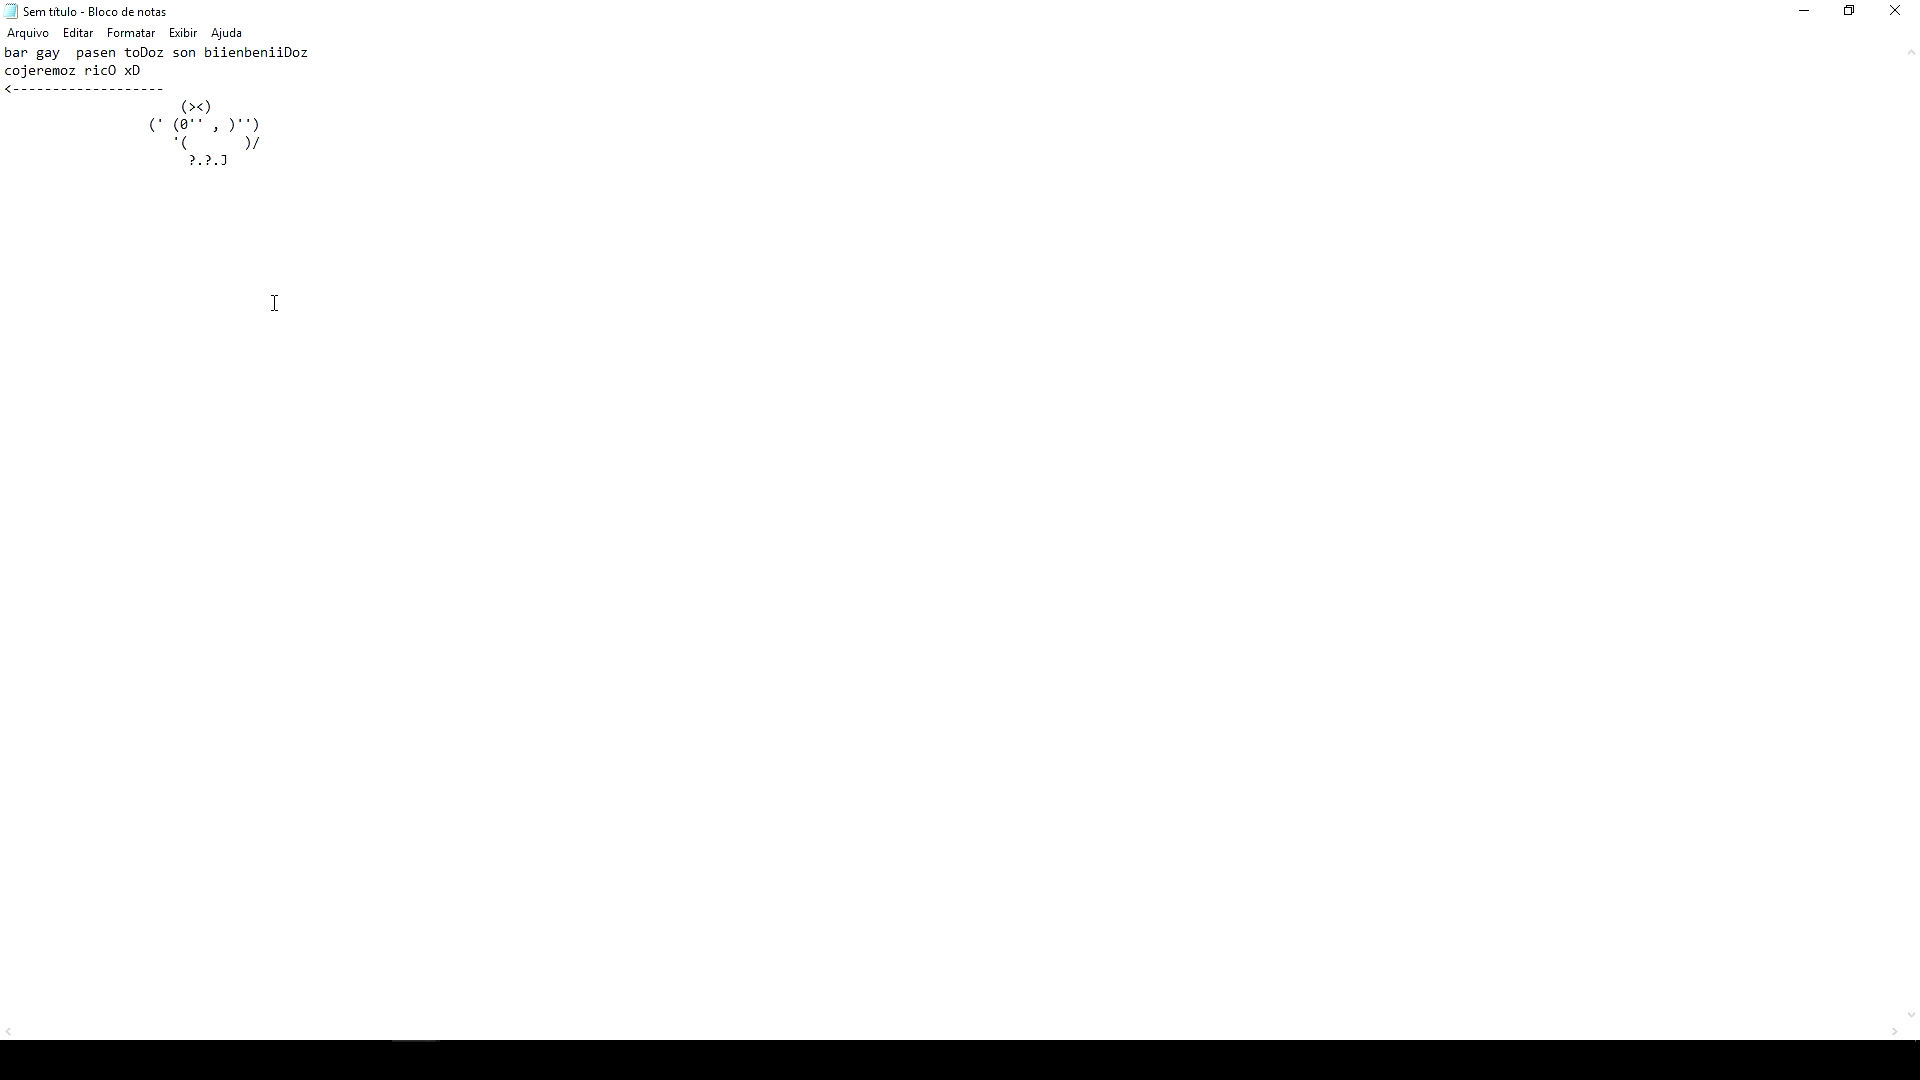 Sem título - Bloco de notas
Arquivo Editar Formatar Exibir Ajuda
bar gay  pasen toDoz son biienbeniiDoz
cojeremoz ricO xD
<-------------------
                      (><)
                  (' (0'' , )'')
                     '(       )/
                       ?.?.J